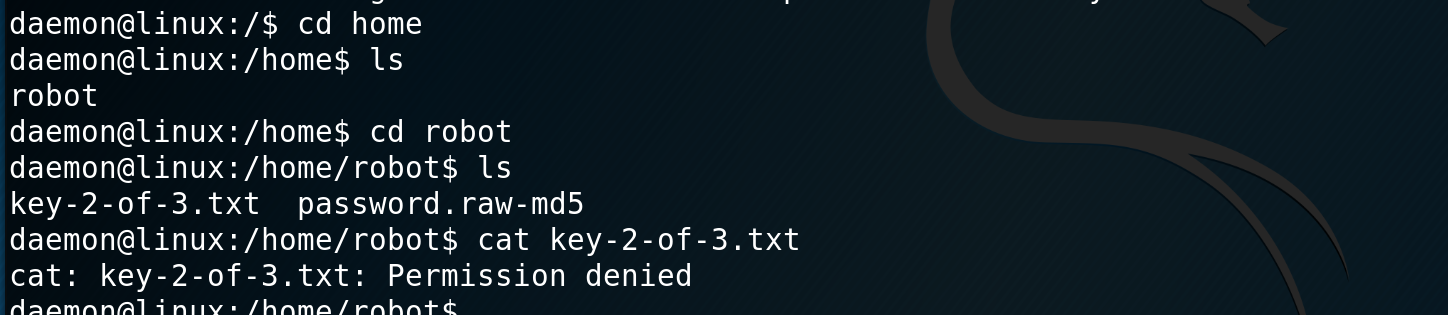 daemon@linux:/$ cd home
daemon@linux:/home$ ls
robot
daemon@linux:/home$ cd robot
daemon@linux:/home/robot$ ls
key-2-of-3.txt  password.raw-md5
daemon@linux:/home/robot$ cat key-2-of-3.txt
cat: key-2-of-3.txt: Permission denied
daemon@linux:/home/robot$